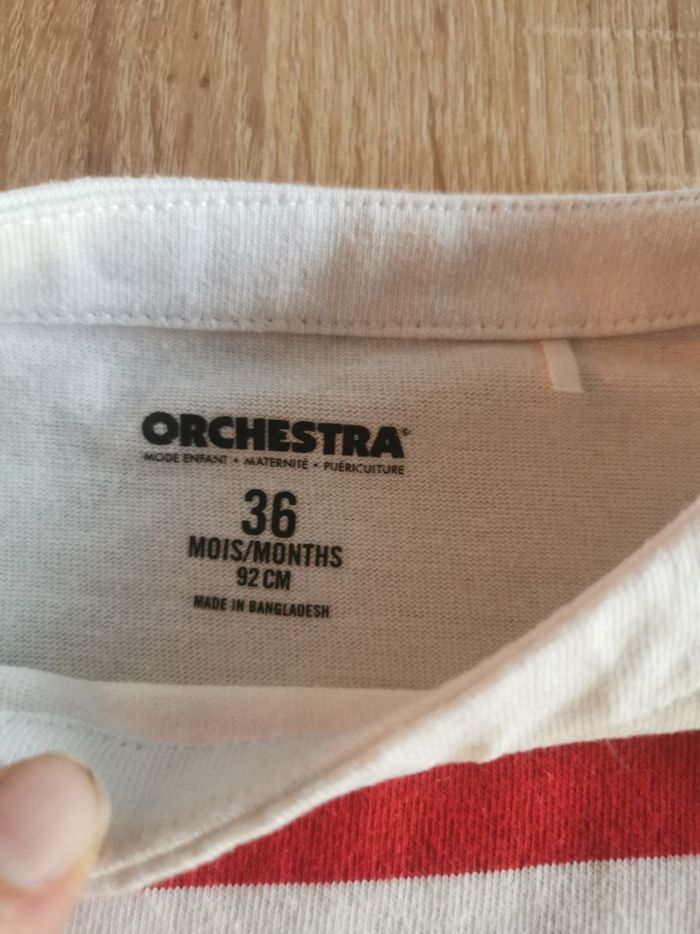 ORCHESTRA®
MODE ENFANT • MATERNITÉ • PUÉRICULTURE
36
MOIS/MONTHS
92 CM
MADE IN BANGLADESH